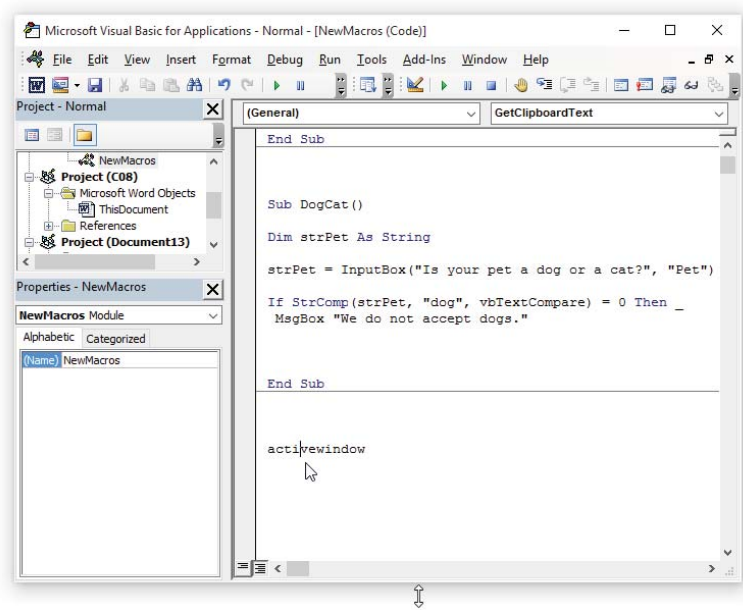 Microsoft Visual Basic for Applications - Normal - [NewMacros (Code)]
File Edit View Insert Format Debug Run Tools Add-Ins Window Help
Project - Normal
NewMacros
Project (C08)
Microsoft Word Objects
ThisDocument
References
Project (Document13)
Properties - NewMacros
NewMacros Module
Alphabetic Categorized
(Name) NewMacros
(General) GetClipboardText
End Sub
Sub DogCat()
Dim strPet As String
strPet = InputBox("Is your pet a dog or a cat?", "Pet")
If StrComp(strPet, "dog", vbTextCompare) = 0 Then _
MsgBox "We do not accept dogs."
End Sub
activewindow